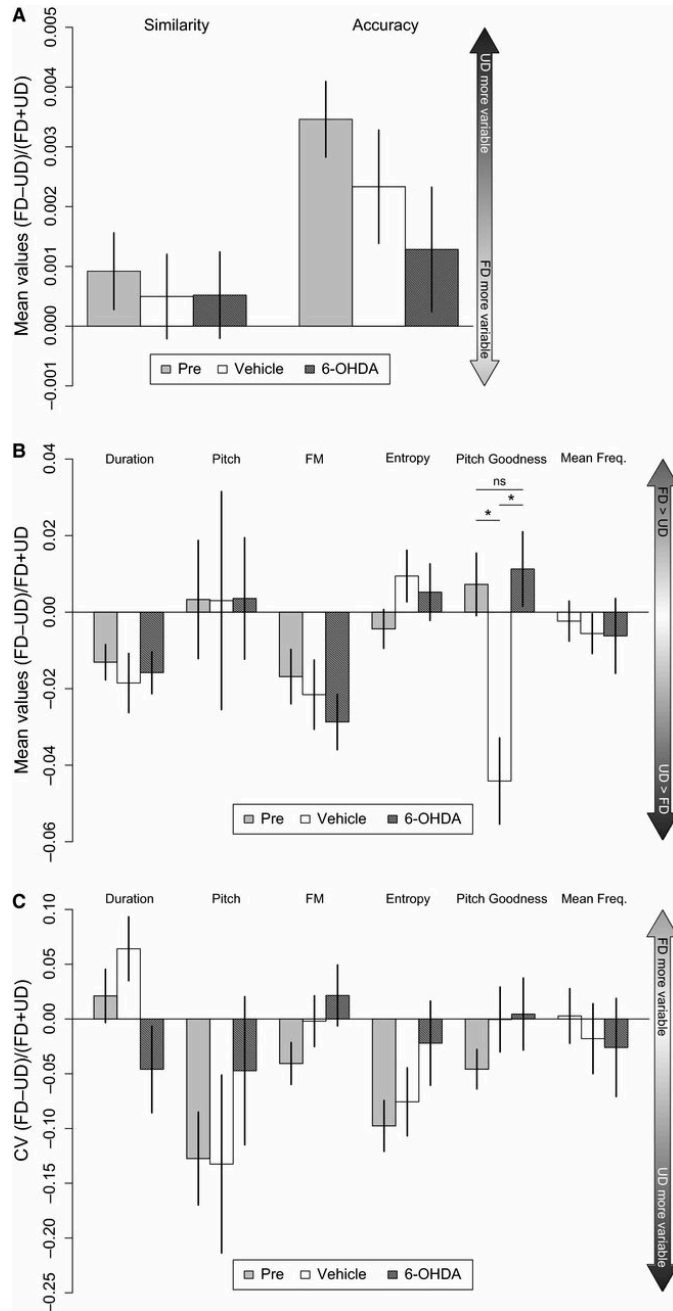 A
Similarity Accuracy
Mean values (FD−UD)/(FD+UD)
0.005
0.004
0.003
0.002
0.001
0.000
−0.001
UD more variable
FD more variable
Pre Vehicle 6-OHDA
B
Duration Pitch FM Entropy Pitch Goodness Mean Freq.
ns
* *
Mean values (FD−UD)/FD+UD
0.04
0.02
0.00
−0.02
−0.04
−0.06
FD > UD
UD > FD
Pre Vehicle 6-OHDA
C
Duration Pitch FM Entropy Pitch Goodness Mean Freq.
CV (FD−UD)/(FD+UD)
0.10
0.05
0.00
−0.05
−0.10
−0.15
−0.20
−0.25
FD more variable
UD more variable
Pre Vehicle 6-OHDA